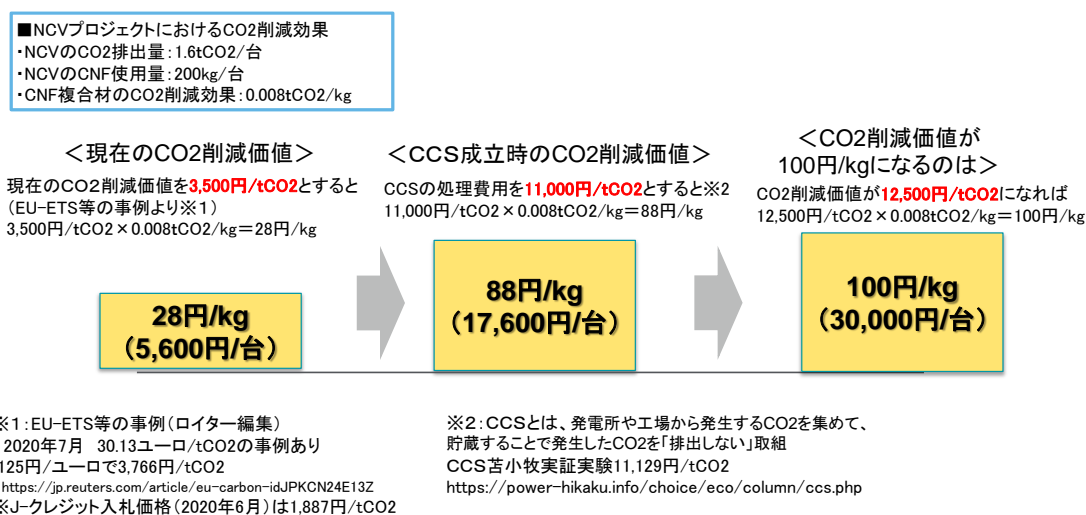 ■NCVプロジェクトにおけるCO2削減効果
・NCVのCO2排出量：1.6tCO2/台
・NCVのCNF使用量：200kg/台
・CNF複合材のCO2削減効果：0.008tCO2/kg
＜現在のCO2削減価値＞
現在のCO2削減価値を3,500円/tCO2とすると
（EU-ETS等の事例より※1）
3,500円/tCO2×0.008tCO2/kg＝28円/kg
28円/kg
（5,600円/台）
＜CCS成立時のCO2削減価値＞
CCSの処理費用を11,000円/tCO2とすると※2
11,000円/tCO2×0.008tCO2/kg＝88円/kg
88円/kg
（17,600円/台）
＜CO2削減価値が
100円/kgになるのは＞
CO2削減価値が12,500円/tCO2になれば
12,500円/tCO2×0.008tCO2/kg＝100円/kg
100円/kg
（30,000円/台）
※1：EU-ETS等の事例（ロイター編集）
2020年7月　30.13ユーロ/tCO2の事例あり
125円/ユーロで3,766円/tCO2
https://jp.reuters.com/article/eu-carbon-idJPKCN24E13Z
※J-クレジット入札価格（2020年6月）は1,887円/tCO2
※2：CCSとは、発電所や工場から発生するCO2を集めて、
貯蔵することで発生したCO2を「排出しない」取組
CCS苫小牧実証実験11,129円/tCO2
https://power-hikaku.info/choice/eco/column/ccs.php